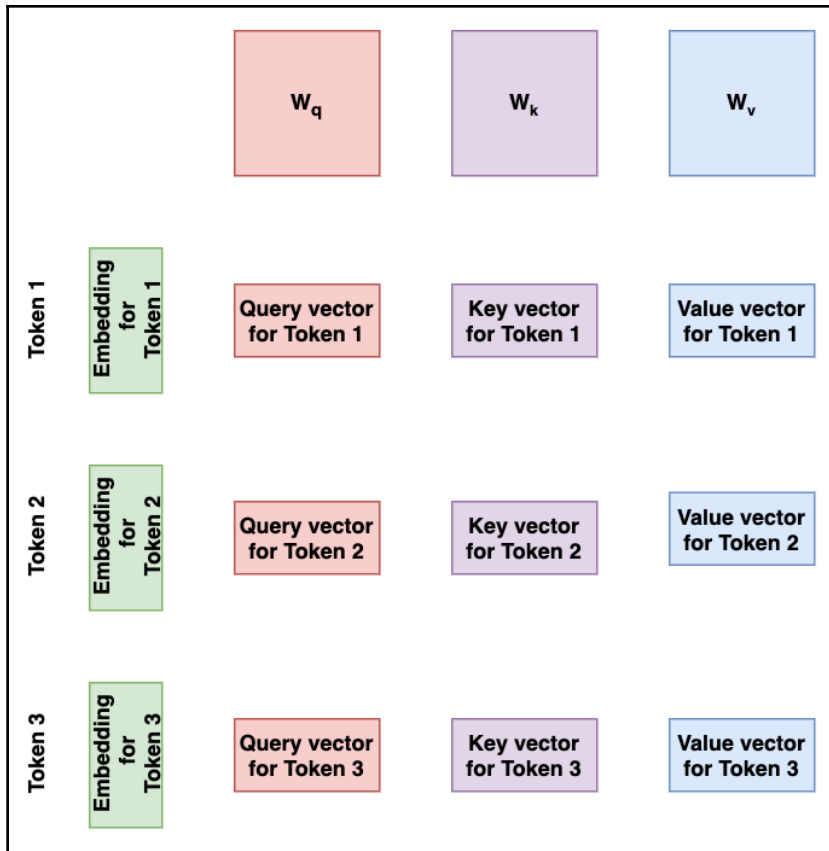 Wq
Wk
Wv
Token 1
Embedding
for
Token 1
Query vector
for Token 1
Key vector
for Token 1
Value vector
for Token 1
Token 2
Embedding
for
Token 2
Query vector
for Token 2
Key vector
for Token 2
Value vector
for Token 2
Token 3
Embedding
for
Token 3
Query vector
for Token 3
Key vector
for Token 3
Value vector
for Token 3